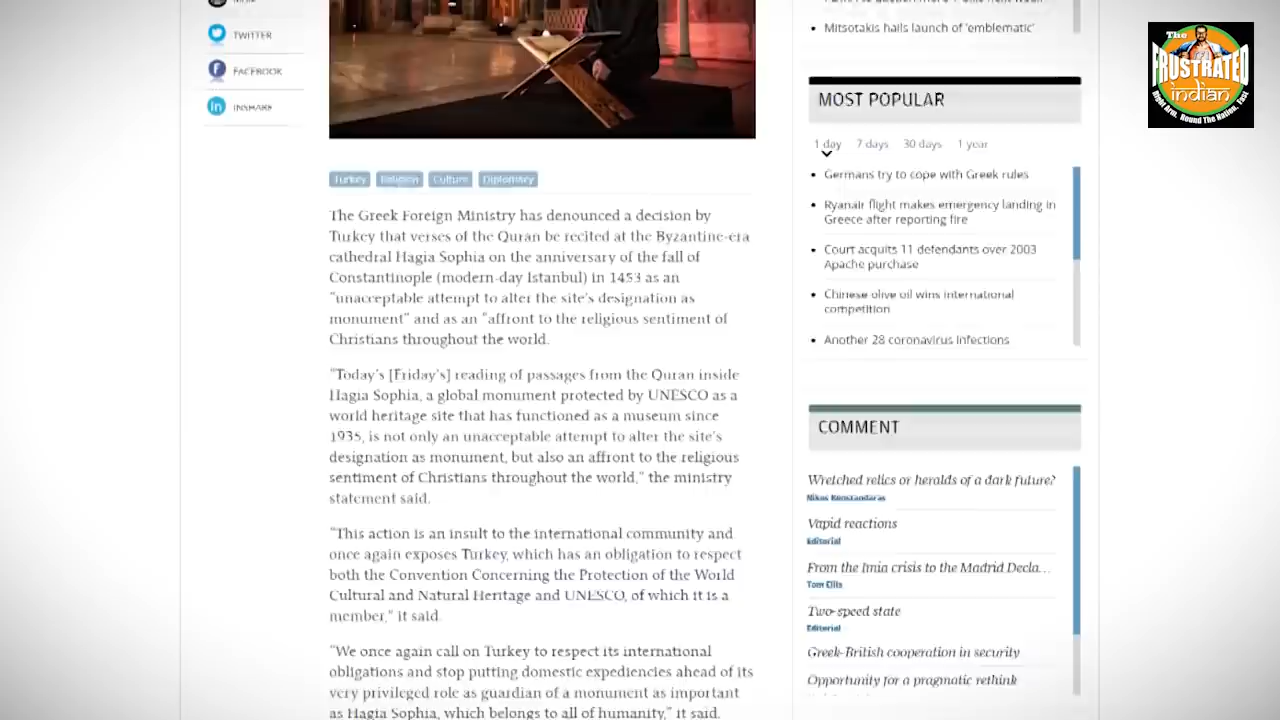 TWITTER
FACEBOOK
INSHARE
Turkey Religion Culture Diplomacy
The Greek Foreign Ministry has denounced a decision by
Turkey that verses of the Quran be recited at the Byzantine-era
cathedral Hagia Sophia on the anniversary of the fall of
Constantinople (modern-day Istanbul) in 1453 as an
"unacceptable attempt to alter the site's designation as
monument" and as an "affront to the religious sentiment of
Christians throughout the world.
"Today's [Friday's] reading of passages from the Quran inside
Hagia Sophia, a global monument protected by UNESCO as a
world heritage site that has functioned as a museum since
1935, is not only an unacceptable attempt to alter the site's
designation as monument, but also an affront to the religious
sentiment of Christians throughout the world," the ministry
statement said.
"This action is an insult to the international community and
once again exposes Turkey, which has an obligation to respect
both the Convention Concerning the Protection of the World
Cultural and Natural Heritage and UNESCO, of which it is a
member," it said.
"We once again call on Turkey to respect its international
obligations and stop putting domestic expediencies ahead of its
very privileged role as guardian of a monument as important
as Hagia Sophia, which belongs to all of humanity," it said.
Mitsotakis hails launch of 'emblematic'
MOST POPULAR
1 day 7 days 30 days 1 year
Germans try to cope with Greek rules
Ryanair flight makes emergency landing in
Greece after reporting fire
Court acquits 11 defendants over 2003
Apache purchase
Chinese olive oil wins international
competition
Another 28 coronavirus infections
COMMENT
Wretched relics or heralds of a dark future?
Nikos Konstandaras
Vapid reactions
Editorial
From the Imia crisis to the Madrid Decla...
Tom Ellis
Two-speed state
Editorial
Greek-British cooperation in security
Opportunity for a pragmatic rethink
The
FRUSTRATED
indian
Right Arm, Round The Nation, East